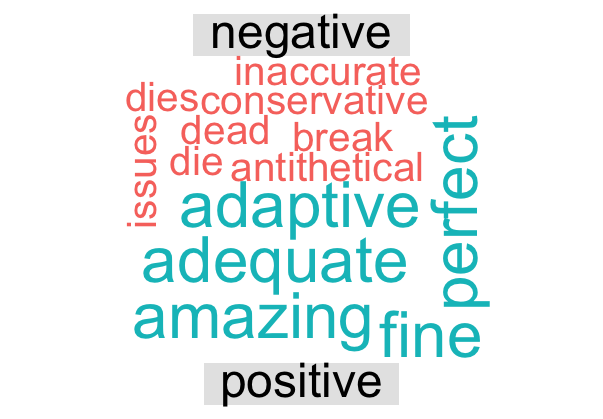 negative
inaccurate
dies conservative
dead break
issues
die antithetical
perfect
adaptive
adequate
amazing
fine
positive